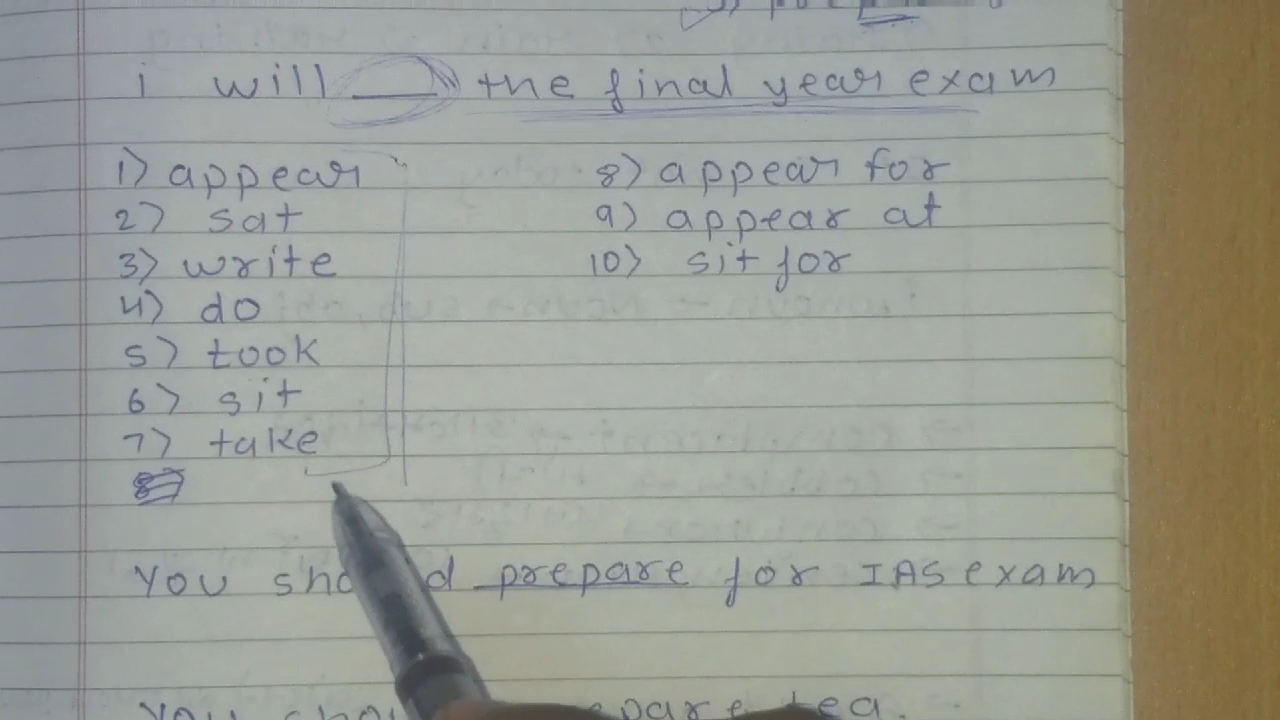 i will ___ the final year exam
1) appear
2) sat
3) write
4) do
5) took
6) sit
7) take
8) appear for
9) appear at
10) sit for
You prepare for IAS exam
tea.